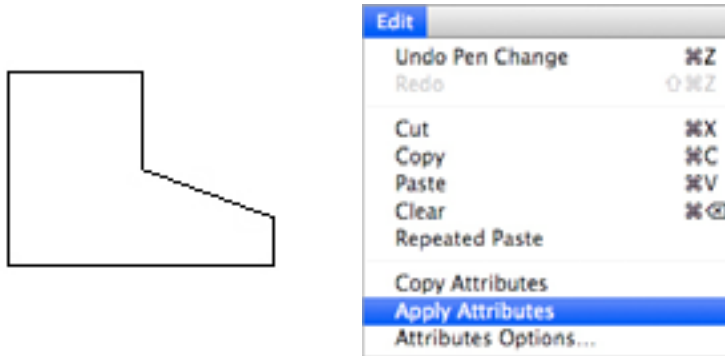 Edit
Undo Pen Change ⌘Z
Redo ⇧⌘Z
Cut ⌘X
Copy ⌘C
Paste ⌘V
Clear ⌘⌫
Repeated Paste
Copy Attributes
Apply Attributes
Attributes Options...